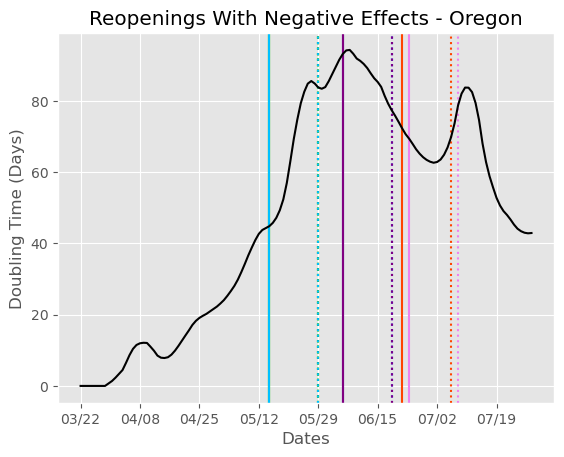 Reopenings With Negative Effects - Oregon
Doubling Time (Days)
80
60
40
20
0
03/22 04/08 04/25 05/12 05/29 06/15 07/02 07/19
Dates